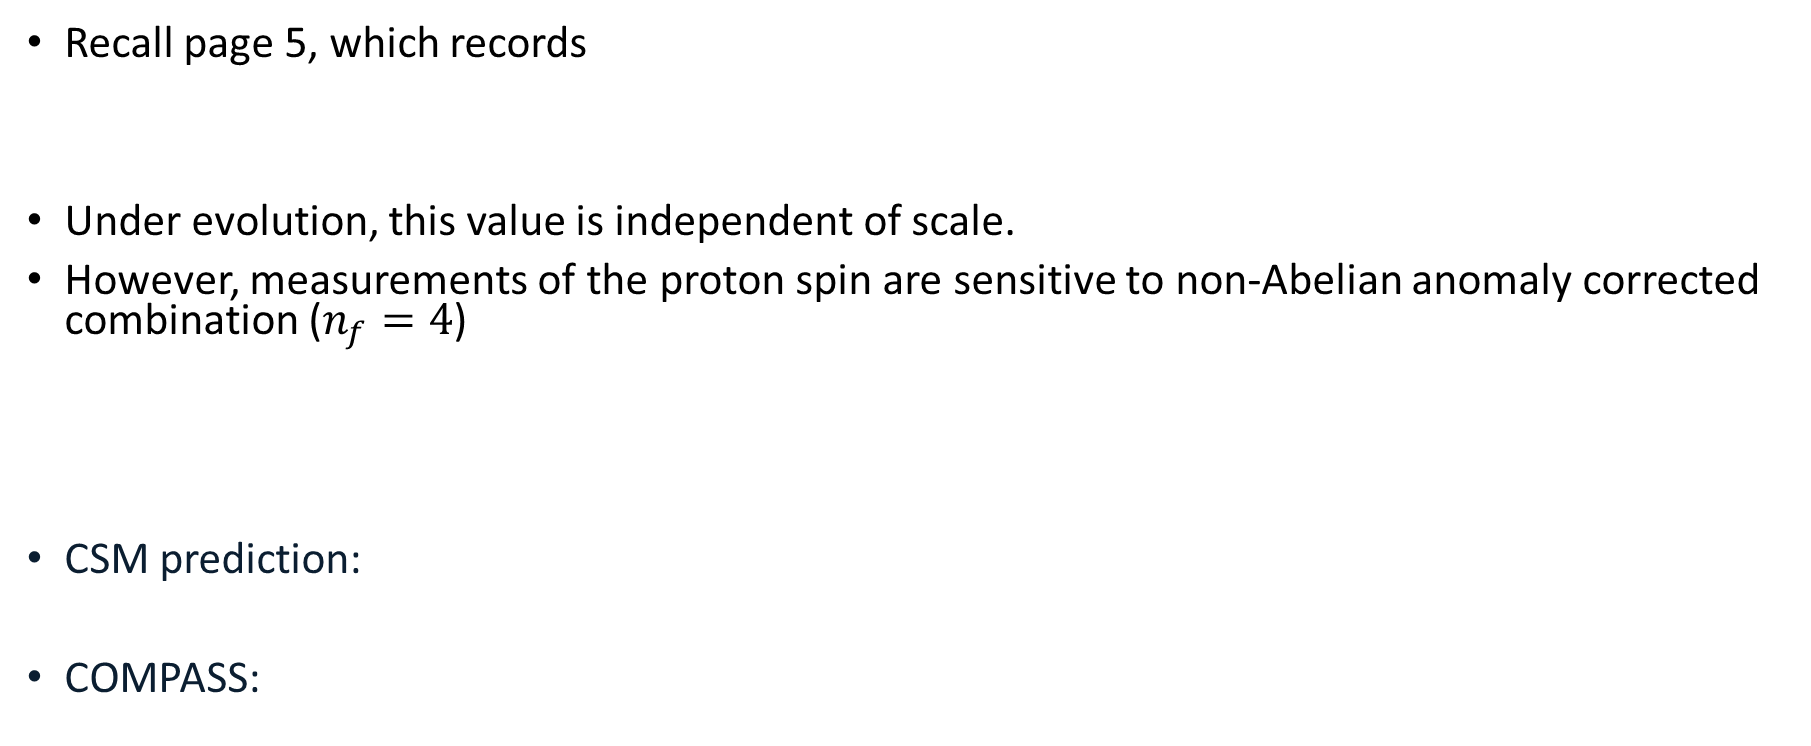 • Recall page 5, which records
• Under evolution, this value is independent of scale.
• However, measurements of the proton spin are sensitive to non-Abelian anomaly corrected
combination (𝑛𝑓 = 4)
• CSM prediction:
• COMPASS: